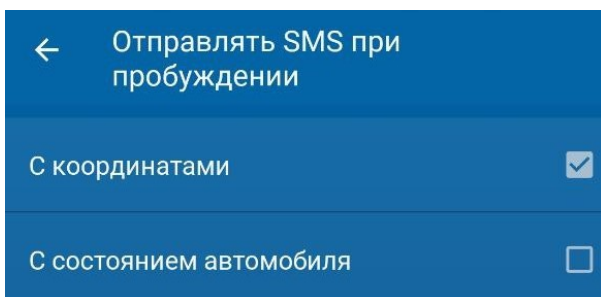 Отправлять SMS при
пробуждении
С координатами
С состоянием автомобиля